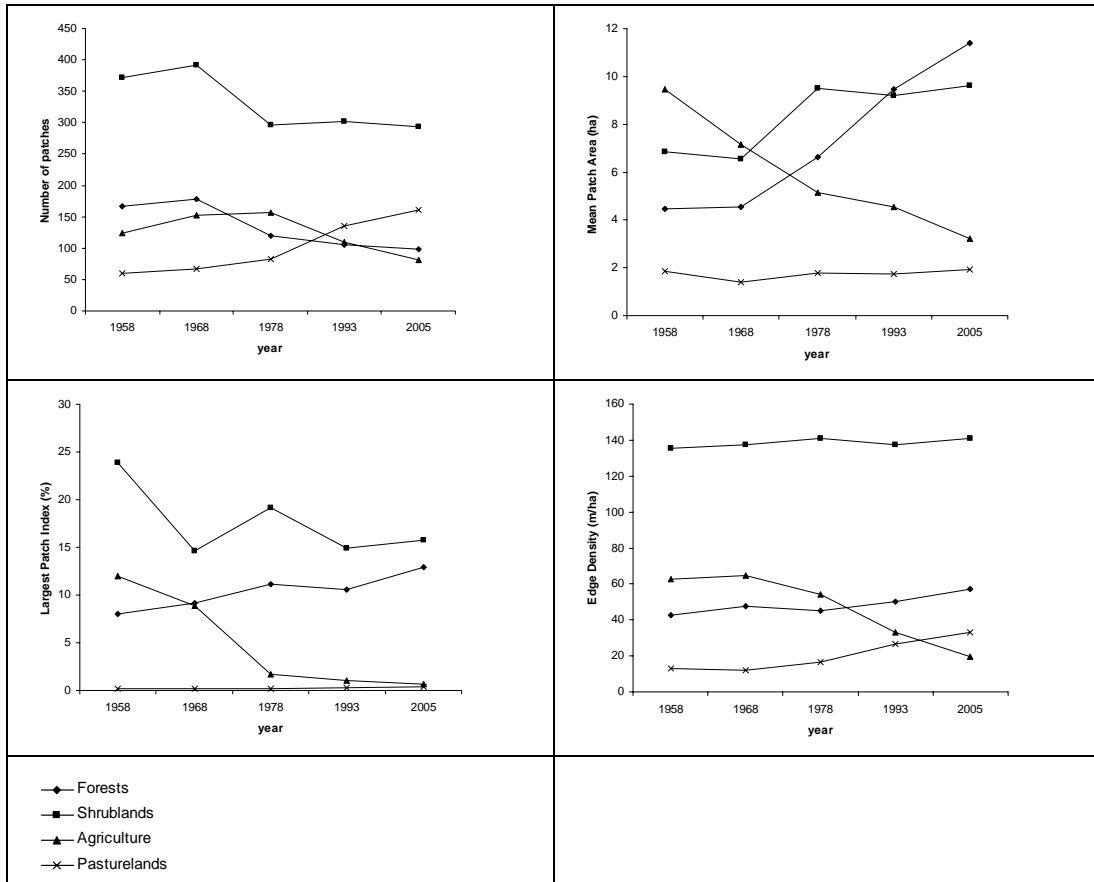 450
400
350
300
250
200
150
100
50
0
Number of patches
1958 1968 1978 1993 2005
year
12
10
8
6
4
2
0
Mean Patch Area (ha)
1958 1968 1978 1993 2005
year
30
25
20
15
10
5
0
Largest Patch Index (%)
1958 1968 1978 1993 2005
year
160
140
120
100
80
60
40
20
0
Edge Density (m/ha)
1958 1968 1978 1993 2005
year
Forests
Shrublands
Agriculture
Pasturelands